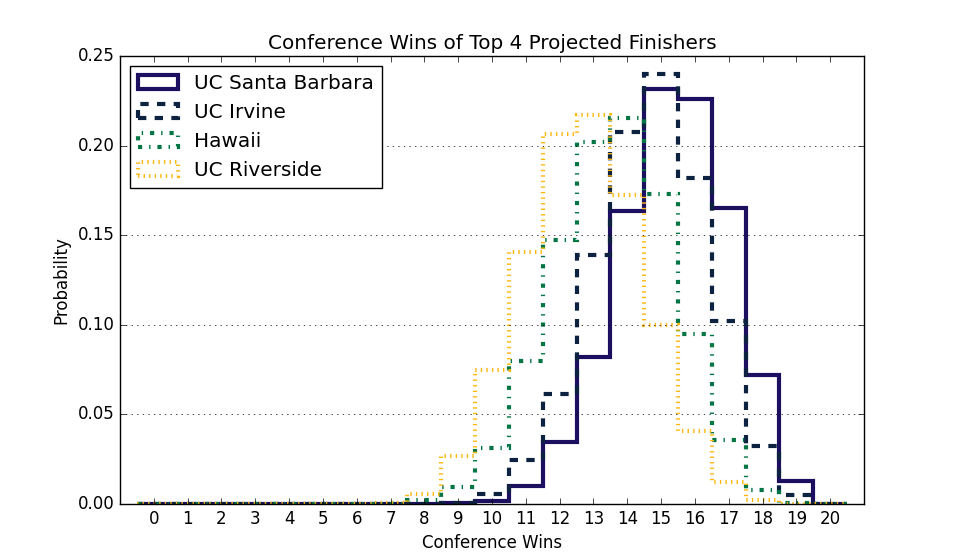 Conference Wins of Top 4 Projected Finishers
0.25
0.20
0.15
0.10
0.05
0.00
Probability
UC Santa Barbara
UC Irvine
Hawaii
UC Riverside
0 1 2 3 4 5 6 7 8 9 10 11 12 13 14 15 16 17 18 19 20
Conference Wins